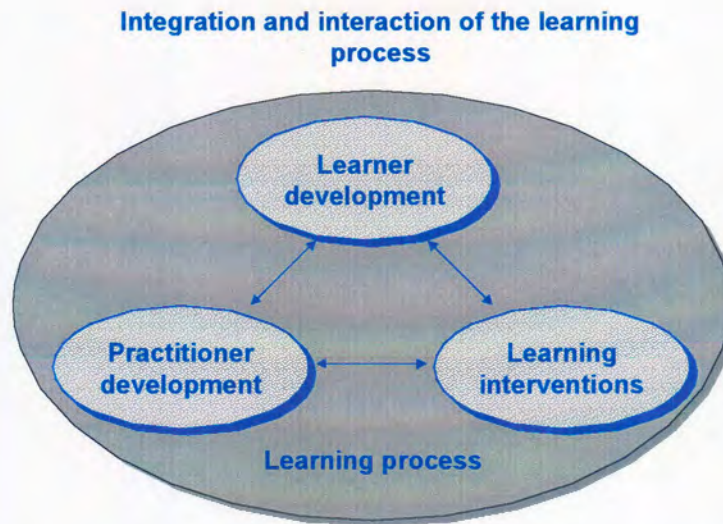 Integration and interaction of the learning
process
Learner
development
Practitioner
development
Learning
interventions
Learning process